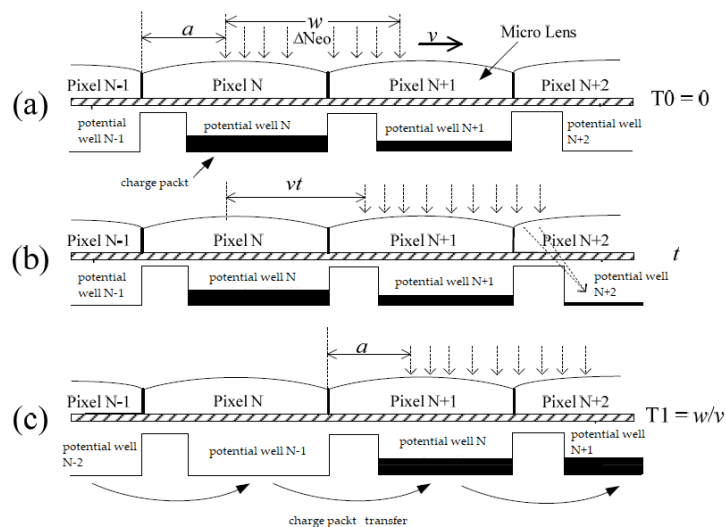 a
w
ΔNeo
v
Micro Lens
Pixel N-1
Pixel N
Pixel N+1
Pixel N+2
(a)
T0 = 0
potential well
N-1
potential well N
potential well N+1
potential well
N+2
charge packt
vt
Pixel N-1
Pixel N
Pixel N+1
Pixel N+2
(b)
t
potential
well N-1
potential well N
potential well N+1
potential well
N+2
a
Pixel N-1
Pixel N
Pixel N+1
Pixel N+2
(c)
T1 = w/v
potential well
N-2
potential well N-1
potential well N
potential well
N+1
charge packt transfer